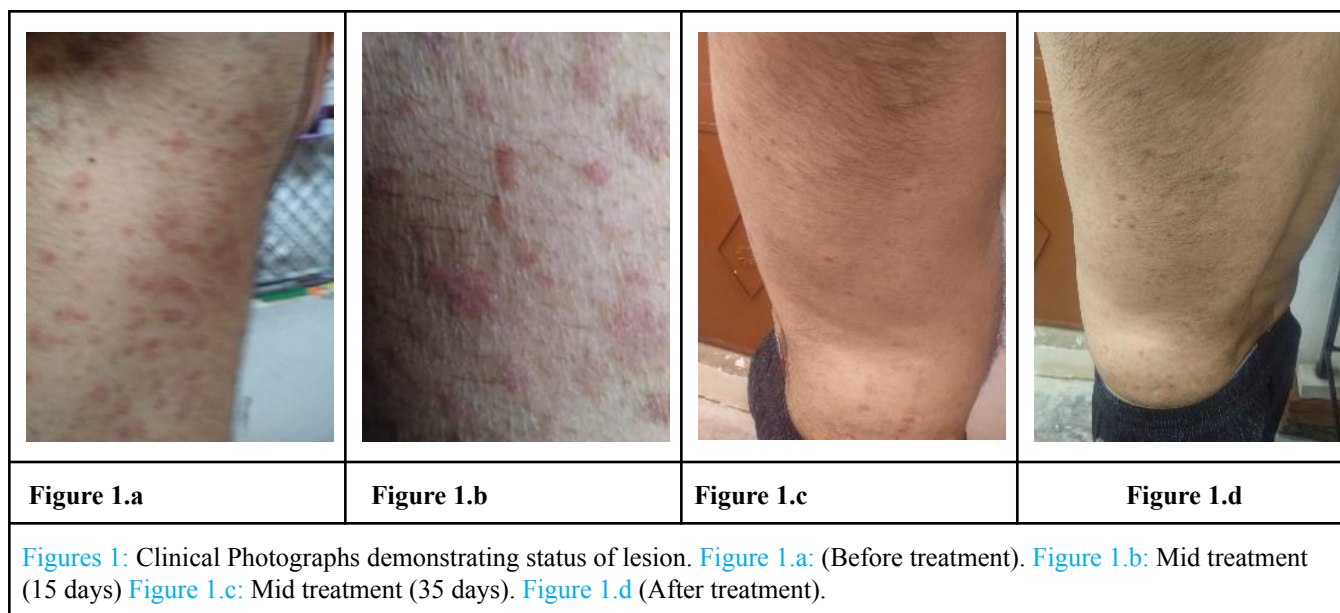 Figure 1.a
Figure 1.b
Figure 1.c
Figure 1.d
Figures 1: Clinical Photographs demonstrating status of lesion. Figure 1.a: (Before treatment). Figure 1.b: Mid treatment
(15 days) Figure 1.c: Mid treatment (35 days). Figure 1.d (After treatment).